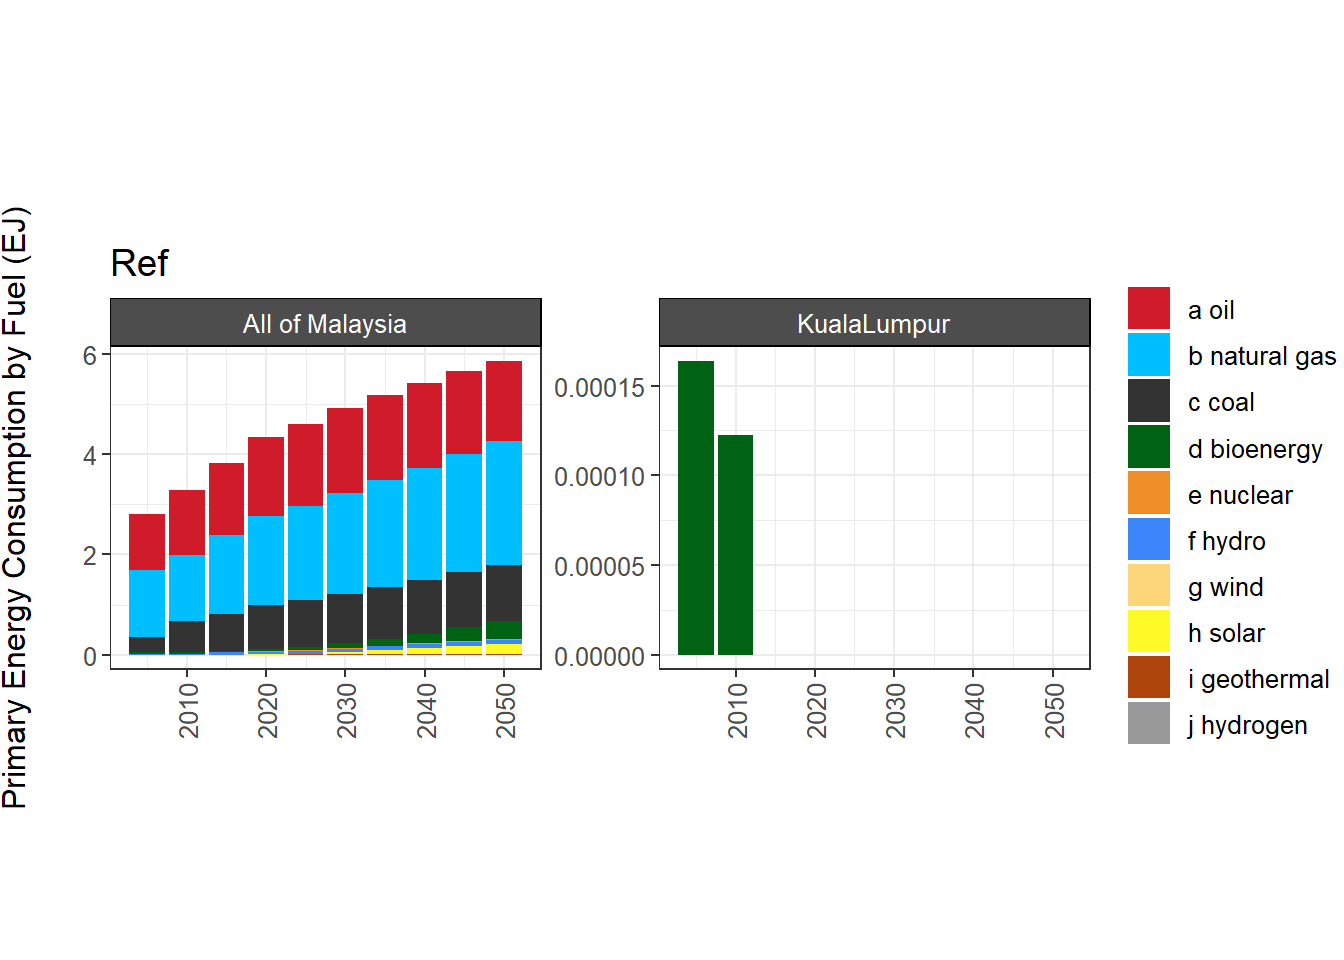 Primary Energy Consumption by Fuel (EJ)
Ref
All of Malaysia
6
4
2
0
2010
2020
2030
2040
2050
KualaLumpur
0.00015
0.00010
0.00005
0.00000
2010
2020
2030
2040
2050
a oil
b natural gas
c coal
d bioenergy
e nuclear
f hydro
g wind
h solar
i geothermal
j hydrogen